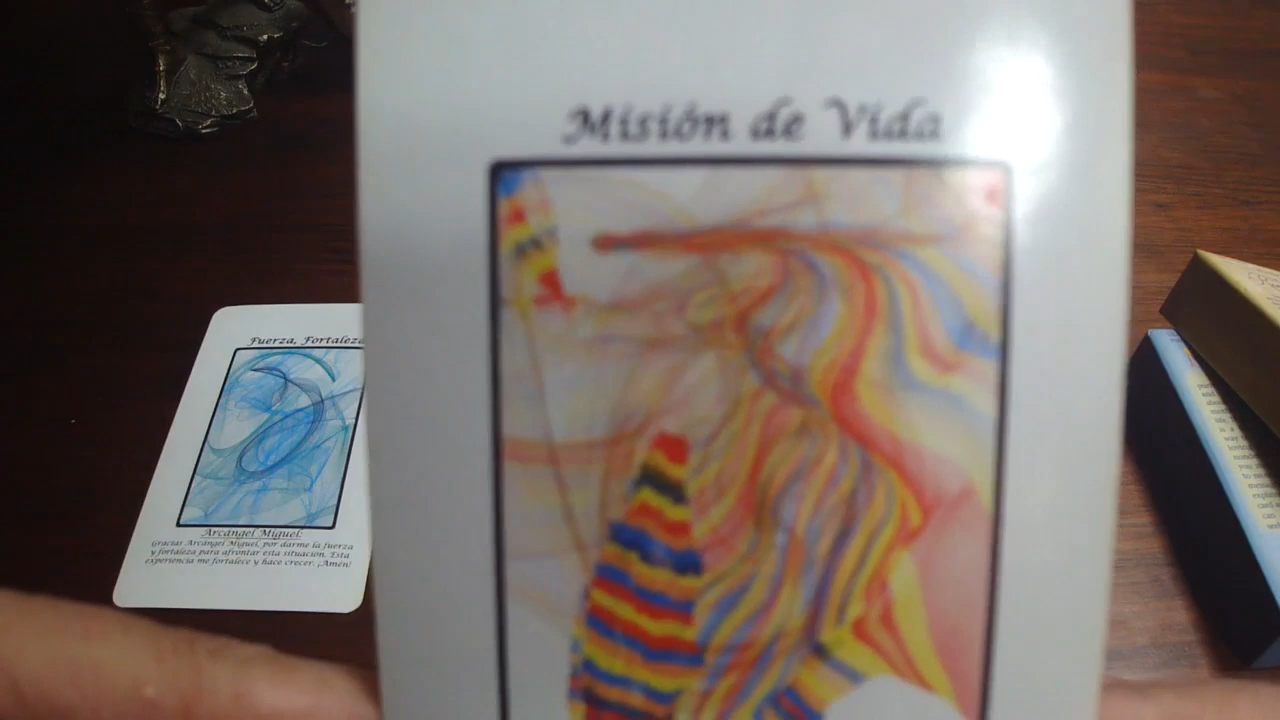 Misión de Vida
Fuerza, Fortaleza
Arcángel Miguel:
Gracias Arcángel Miguel, por darme la fuerza
y fortaleza para afrontar esta situación. Esta
experiencia me fortalece y hace crecer. ¡Amén!